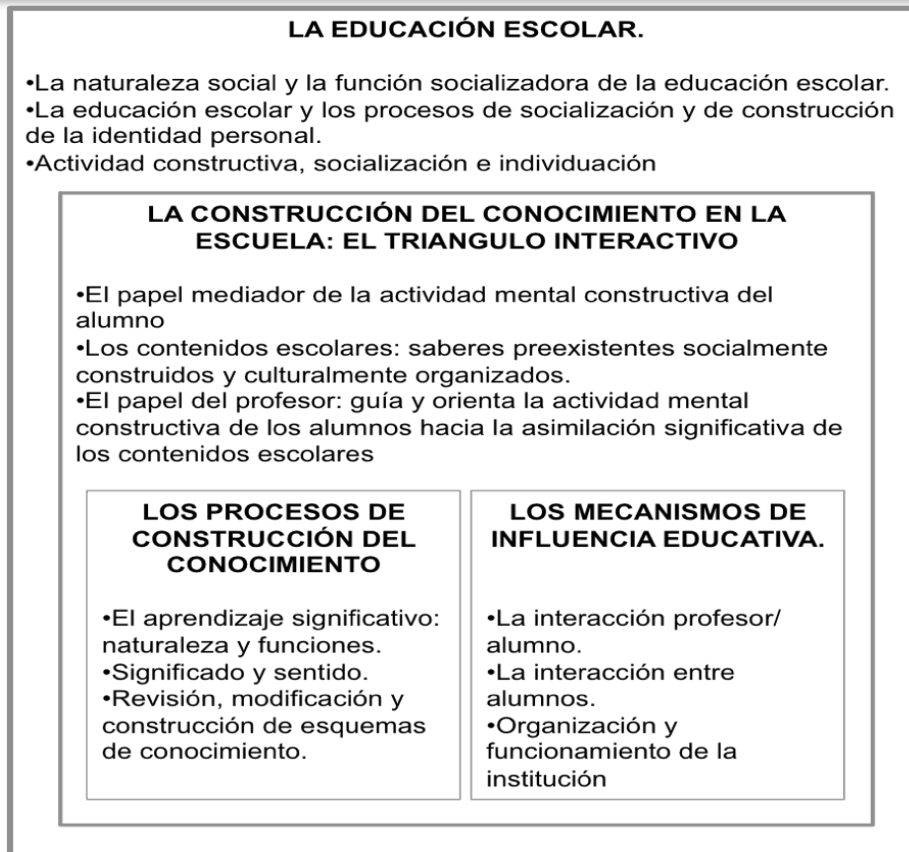 LA EDUCACIÓN ESCOLAR.
•La naturaleza social y la función socializadora de la educación escolar.
•La educación escolar y los procesos de socialización y de construcción
de la identidad personal.
•Actividad constructiva, socialización e individuación
LA CONSTRUCCIÓN DEL CONOCIMIENTO EN LA
ESCUELA: EL TRIANGULO INTERACTIVO
•El papel mediador de la actividad mental constructiva del
alumno
•Los contenidos escolares: saberes preexistentes socialmente
construidos y culturalmente organizados.
•El papel del profesor: guía y orienta la actividad mental
constructiva de los alumnos hacia la asimilación significativa de
los contenidos escolares
LOS PROCESOS DE
CONSTRUCCIÓN DEL
CONOCIMIENTO
•El aprendizaje significativo:
naturaleza y funciones.
•Significado y sentido.
•Revisión, modificación y
construcción de esquemas
de conocimiento.
LOS MECANISMOS DE
INFLUENCIA EDUCATIVA.
•La interacción profesor/
alumno.
•La interacción entre
alumnos.
•Organización y
funcionamiento de la
institución